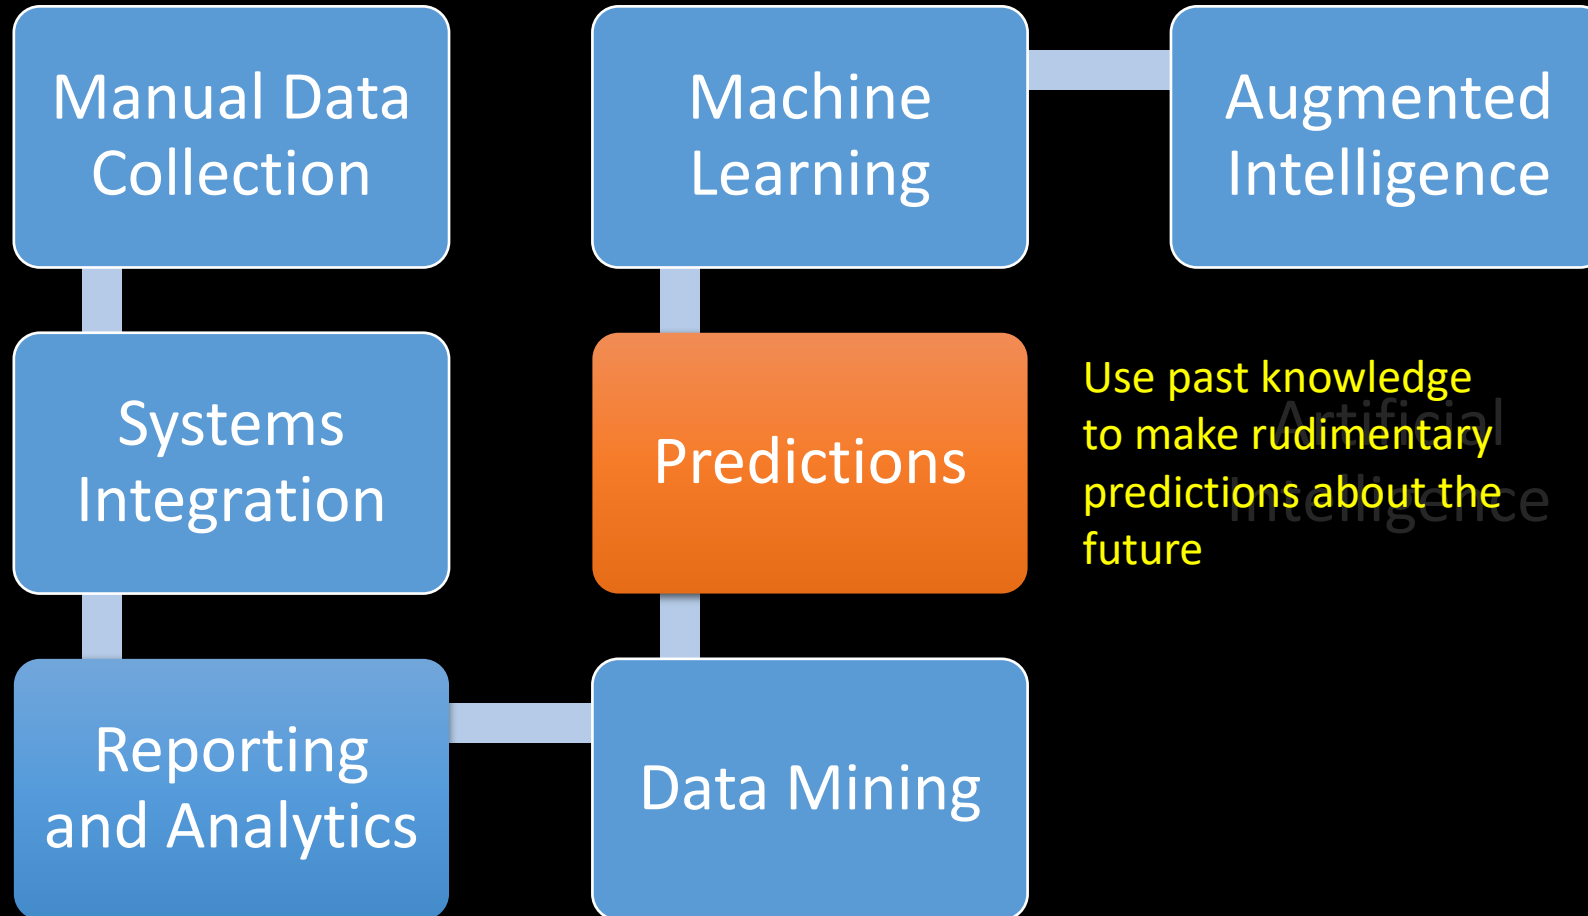 Manual Data
Collection
Systems
Integration
Reporting
and Analytics
Data Mining
Predictions
Machine
Learning
Augmented
Intelligence
Use past knowledge
to make rudimentary
predictions about the
future
Artificial
Intelligence